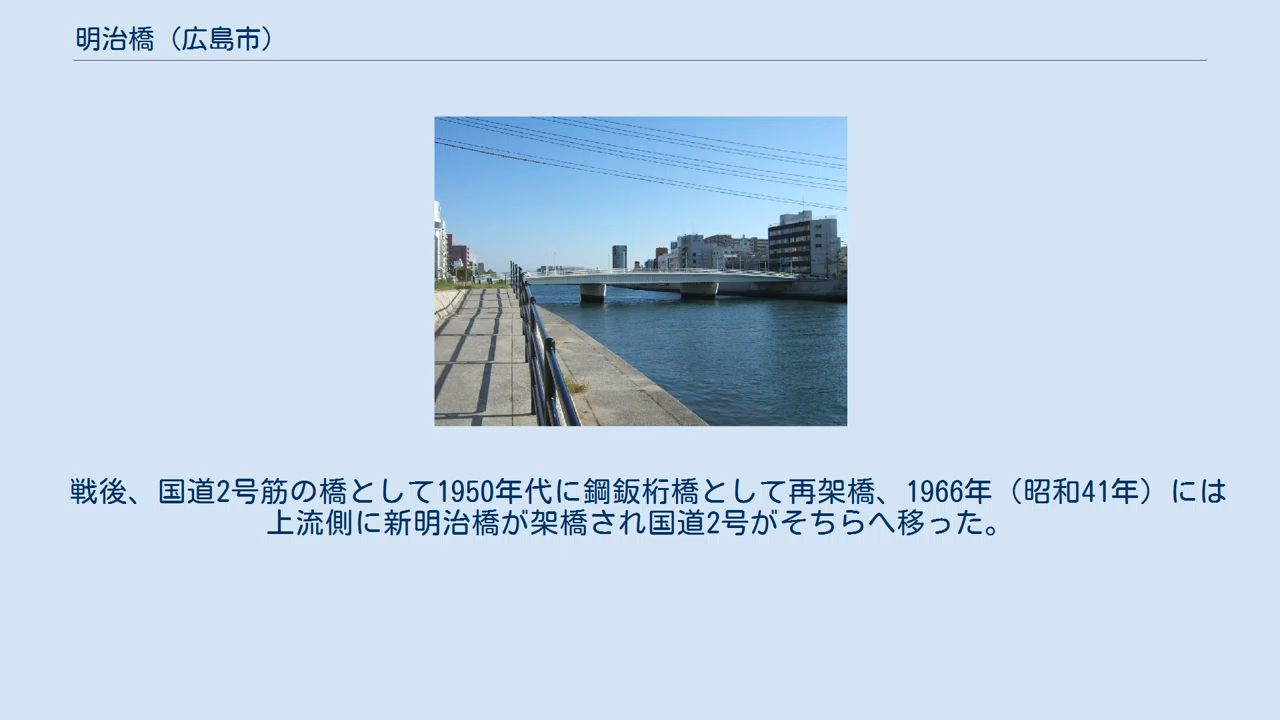 明治橋（広島市）
戦後、国道2号筋の橋として1950年代に鋼鈑桁橋として再架橋、1966年（昭和41年）には
上流側に新明治橋が架橋され国道2号がそちらへ移った。